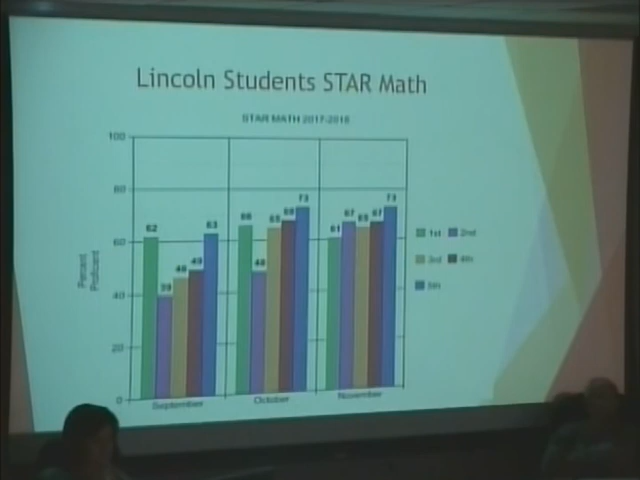 Lincoln Students STAR Math
STAR MATH 2017-2018
100
80
60
40
20
0
Percent
Proficient
62
39
46
49
63
66
48
65
68
73
61
67
65
67
73
September
October
November
1st
2nd
3rd
4th
5th